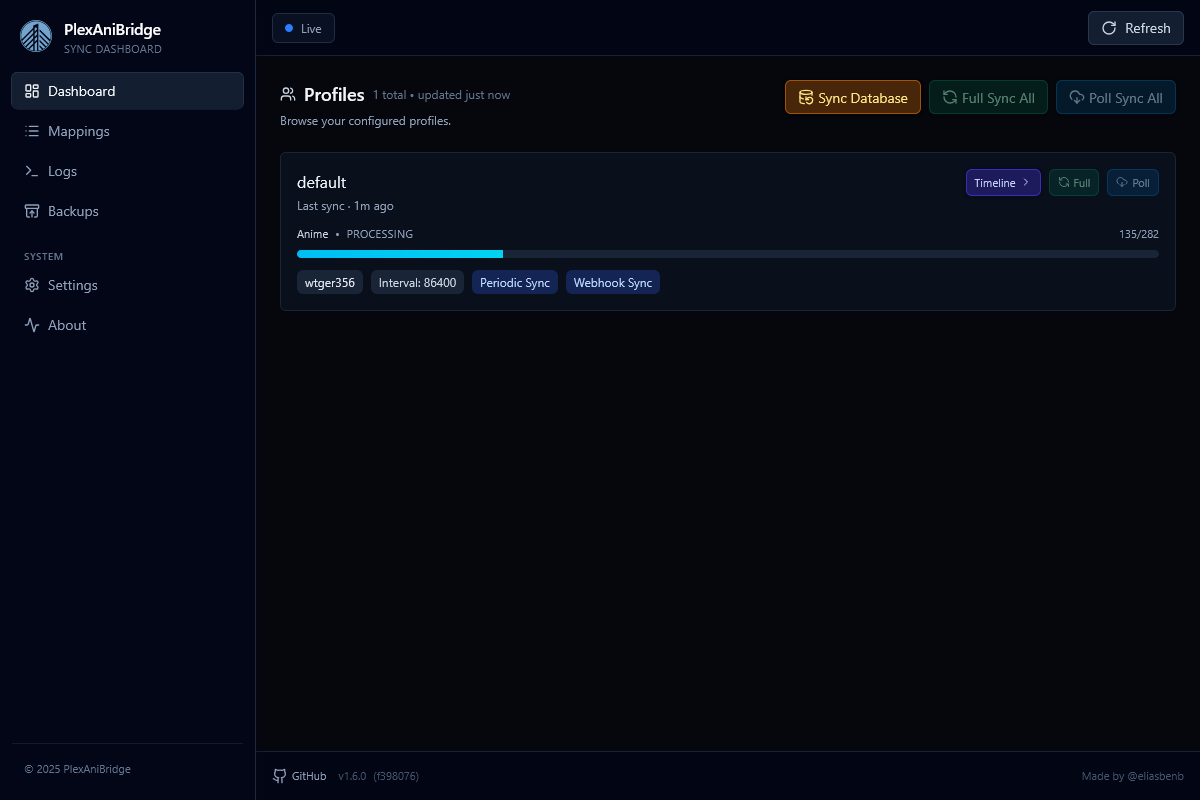 PlexAniBridge
SYNC DASHBOARD
Dashboard
Mappings
Logs
Backups
SYSTEM
Settings
About
© 2025 PlexAniBridge
Live
Refresh
Profiles 1 total • updated just now
Browse your configured profiles.
Sync Database
Full Sync All
Poll Sync All
default
Last sync · 1m ago
Timeline
Full
Poll
Anime • PROCESSING
135/282
wtger356
Interval: 86400
Periodic Sync
Webhook Sync
GitHub v1.6.0 (f398076)
Made by @eliasbenb